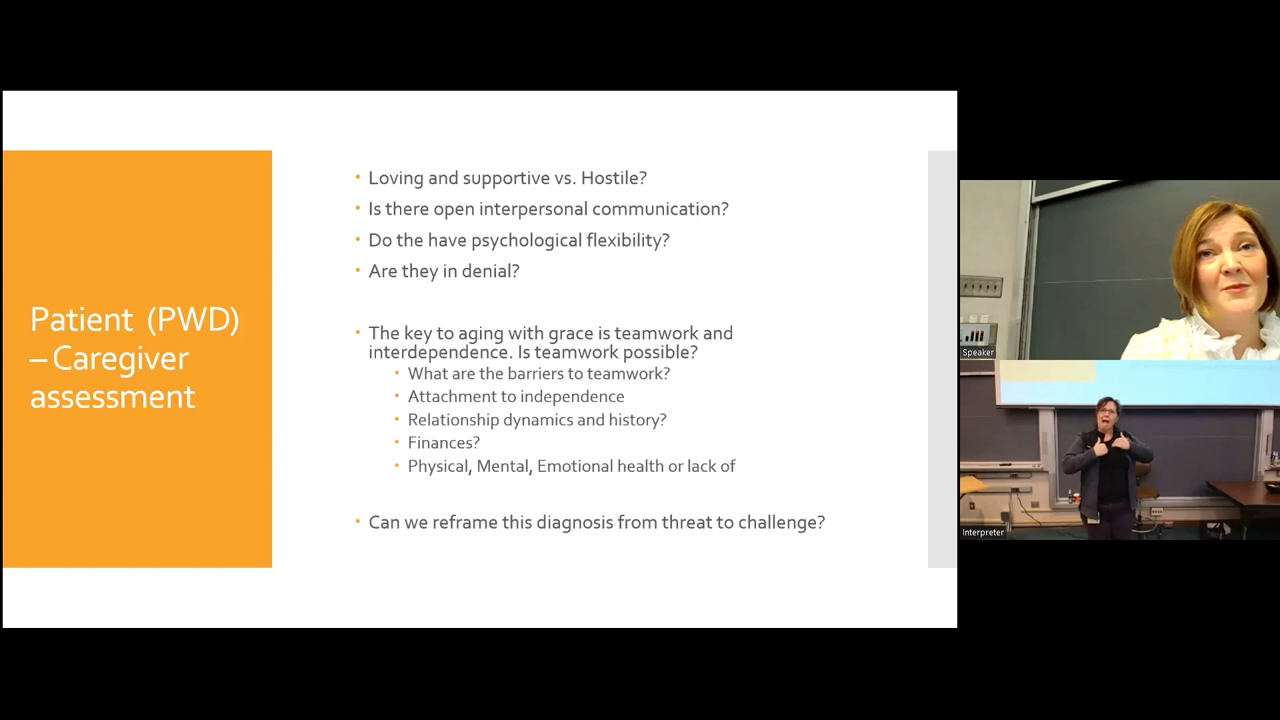 Patient (PWD)
– Caregiver
assessment
• Loving and supportive vs. Hostile?
• Is there open interpersonal communication?
• Do the have psychological flexibility?
• Are they in denial?
• The key to aging with grace is teamwork and
interdependence. Is teamwork possible?
• What are the barriers to teamwork?
• Attachment to independence
• Relationship dynamics and history?
• Finances?
• Physical, Mental, Emotional health or lack of
• Can we reframe this diagnosis from threat to challenge?
Speaker
Interpreter